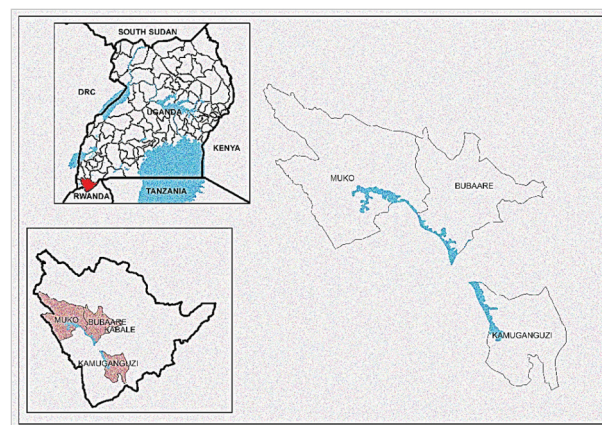 SOUTH SUDAN
DRC
UGANDA
KENYA
RWANDA
TANZANIA
MUKO
BUBAARE
MUKO
BUBAARE
KABALE
KAMUGANGUZI
KAMUGANGUZI